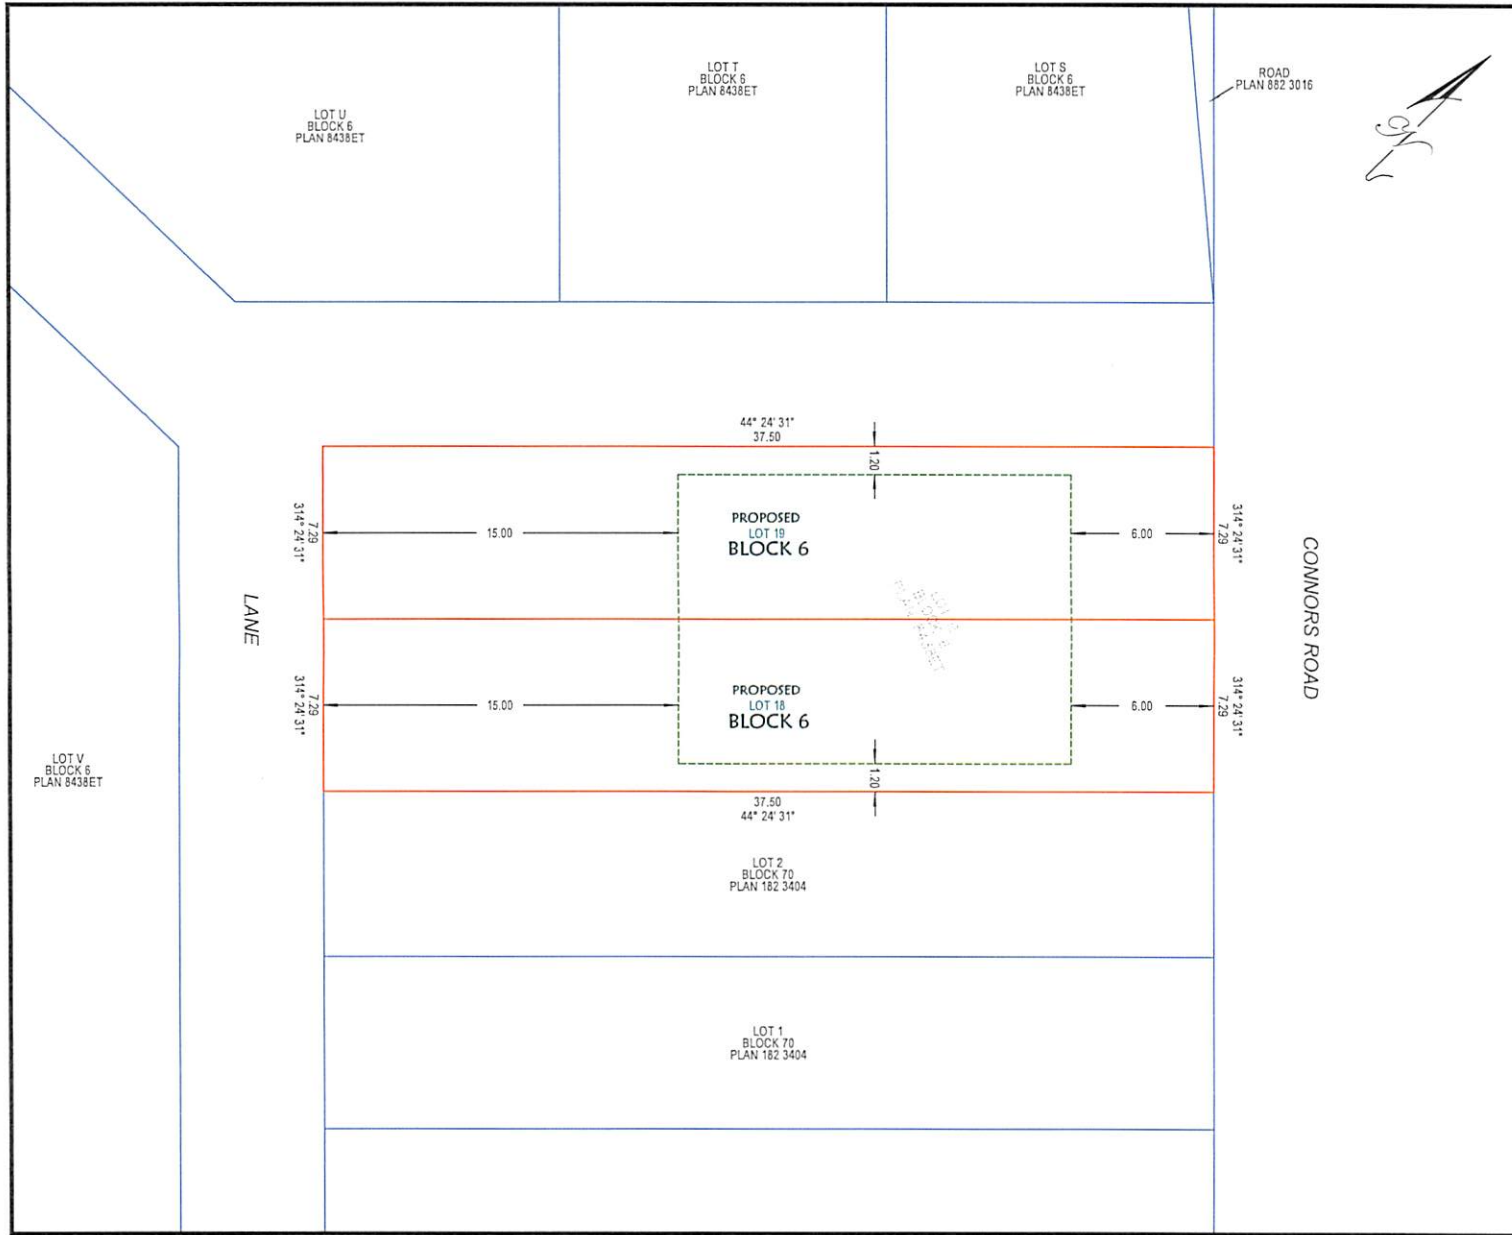 LOT U
BLOCK 6
PLAN 8438ET
LOT T
BLOCK 6
PLAN 8438ET
LOT S
BLOCK 6
PLAN 8438ET
ROAD
PLAN 882 3016
N
44° 24' 31"
37.50
1.20
314° 24' 31"
7.29
15.00
PROPOSED
LOT 19
BLOCK 6
6.00
314° 24' 31"
7.29
LANE
CONNORS ROAD
314° 24' 31"
7.29
15.00
PROPOSED
LOT 18
BLOCK 6
6.00
314° 24' 31"
7.29
1.20
37.50
44° 24' 31"
LOT V
BLOCK 6
PLAN 8438ET
LOT 2
BLOCK 70
PLAN 182 3404
LOT 1
BLOCK 70
PLAN 182 3404